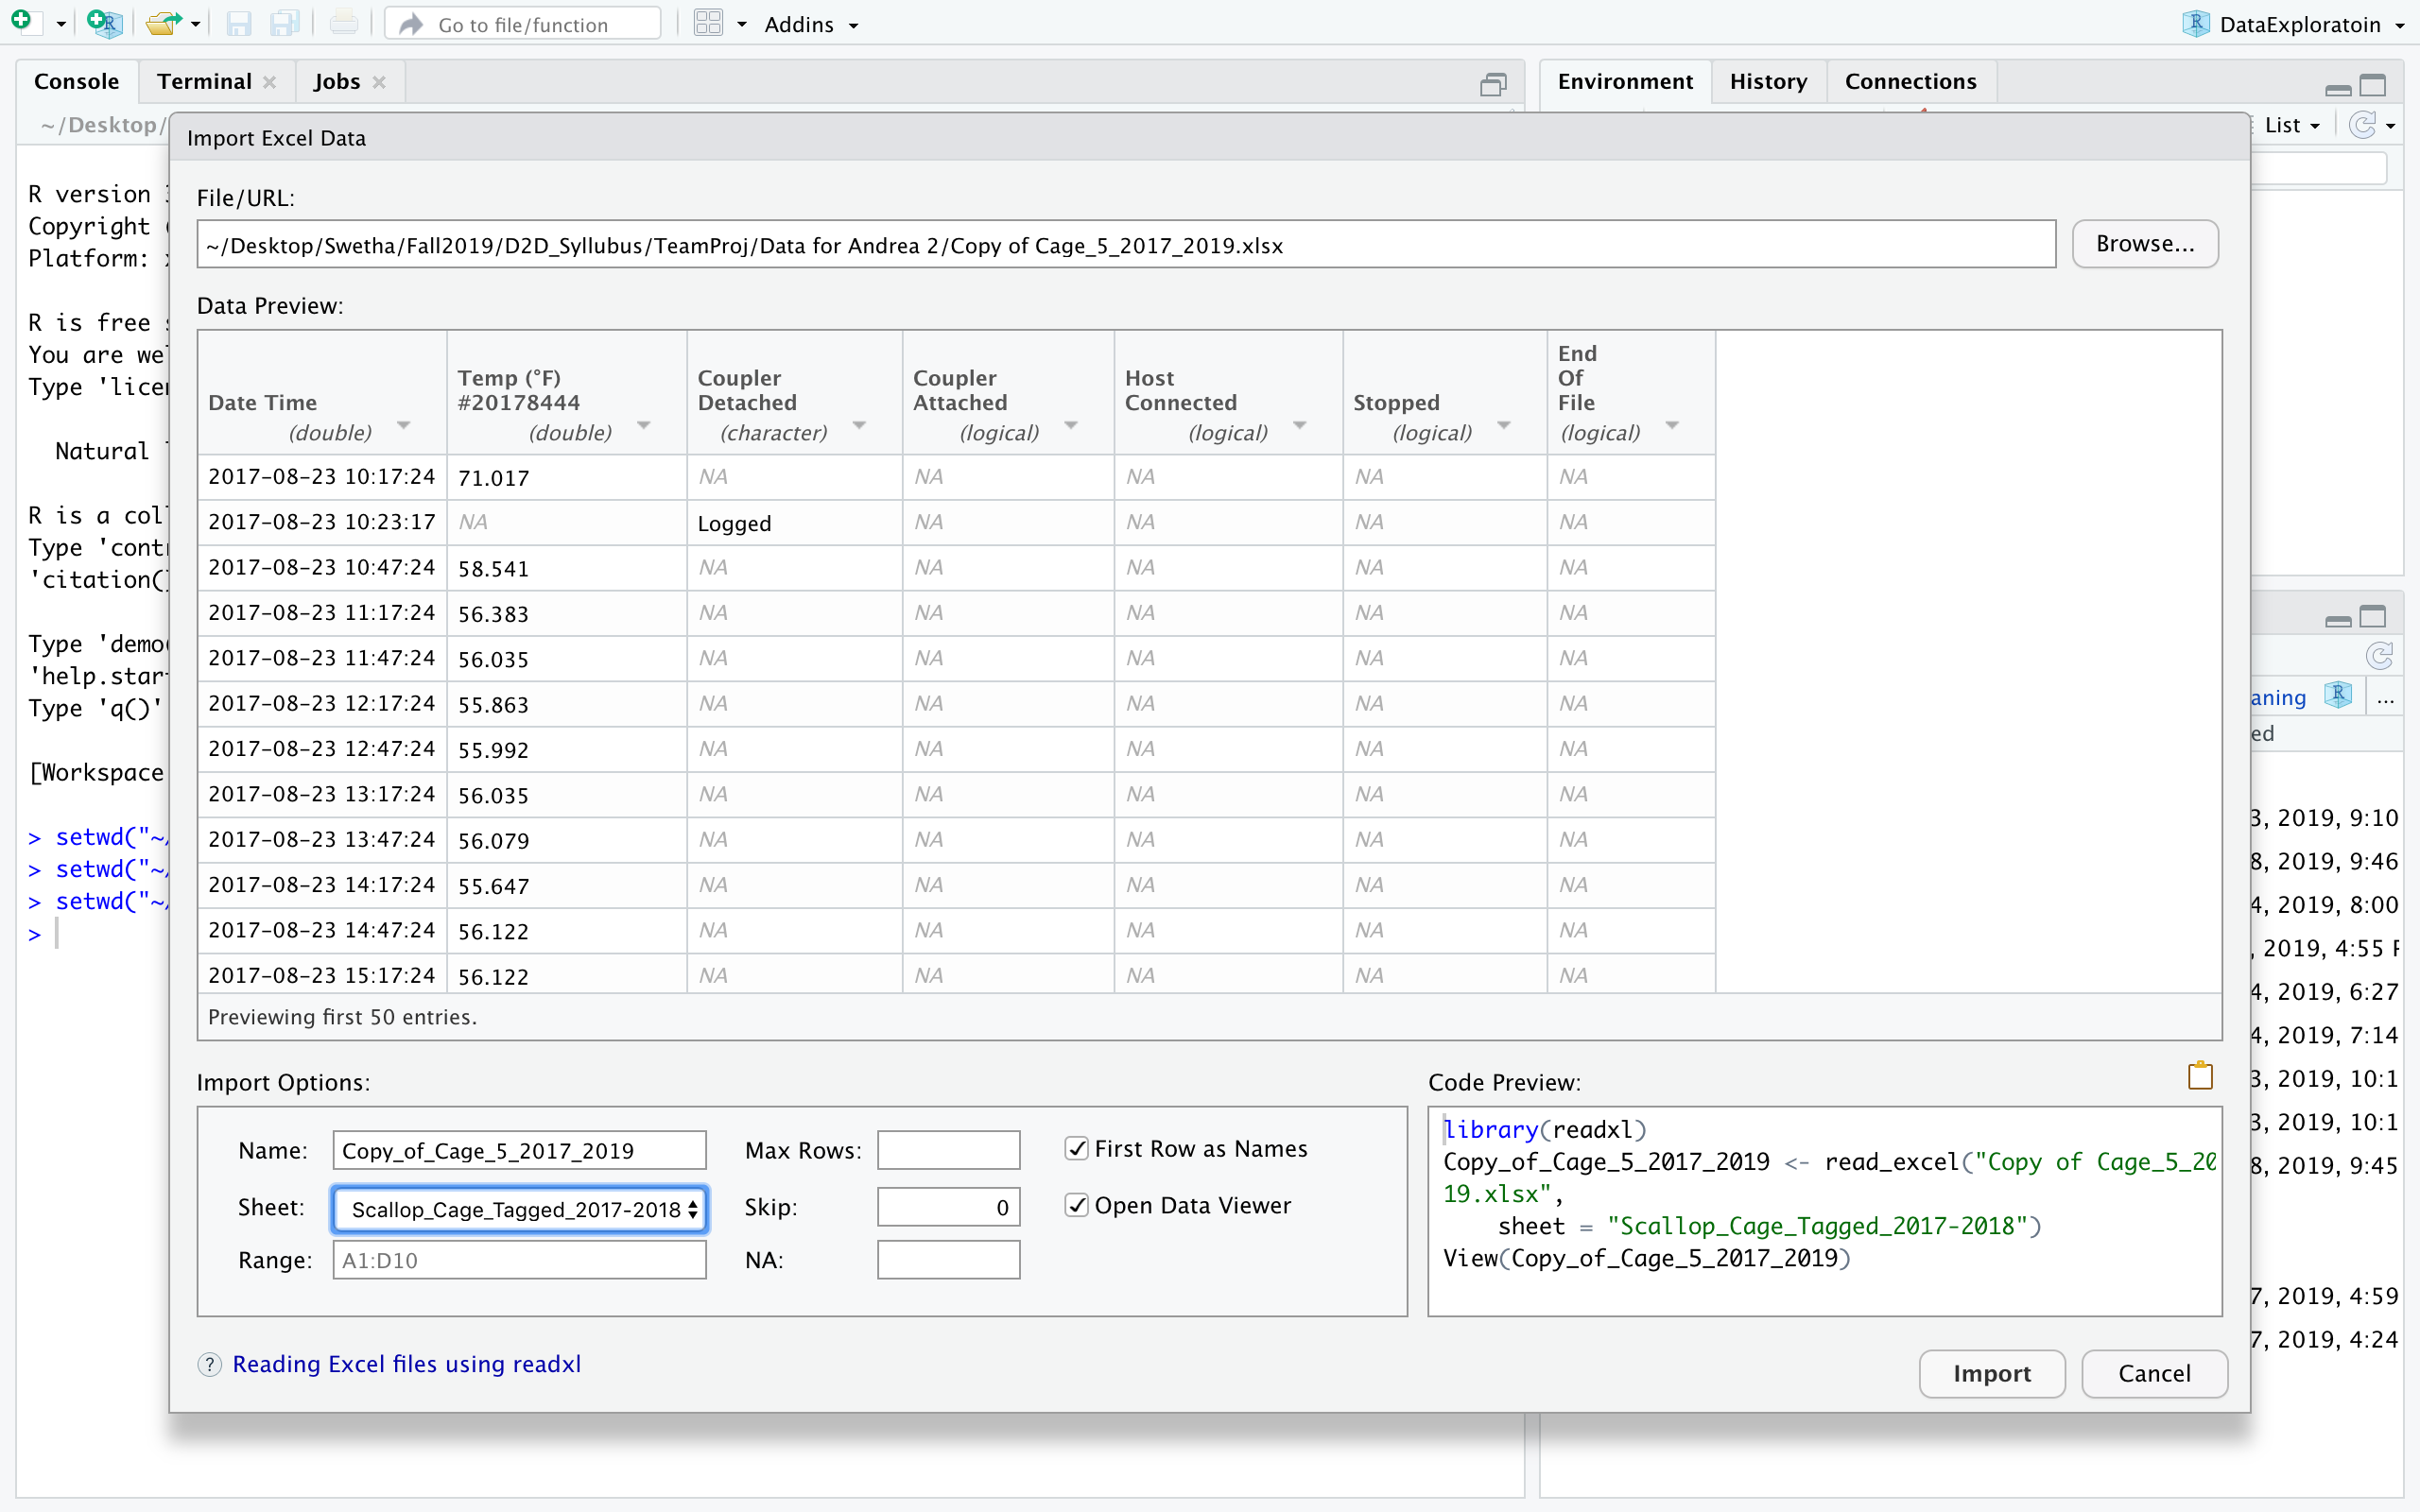 Go to file/function
Addins
DataExploratoin
Console
Terminal
Jobs
Environment
History
Connections
~/Desktop/
List
Import Excel Data
File/URL:
~/Desktop/Swetha/Fall2019/D2D_Syllubus/TeamProj/Data for Andrea 2/Copy of Cage_5_2017_2019.xlsx
Browse...
Data Preview:
Date Time (double)
Temp (°F) #20178444 (double)
Coupler Detached (character)
Coupler Attached (logical)
Host Connected (logical)
Stopped (logical)
End Of File (logical)
2017-08-23 10:17:24 71.017 NA NA NA NA NA
2017-08-23 10:23:17 NA Logged NA NA NA NA
2017-08-23 10:47:24 58.541 NA NA NA NA NA
2017-08-23 11:17:24 56.383 NA NA NA NA NA
2017-08-23 11:47:24 56.035 NA NA NA NA NA
2017-08-23 12:17:24 55.863 NA NA NA NA NA
2017-08-23 12:47:24 55.992 NA NA NA NA NA
2017-08-23 13:17:24 56.035 NA NA NA NA NA
2017-08-23 13:47:24 56.079 NA NA NA NA NA
2017-08-23 14:17:24 55.647 NA NA NA NA NA
2017-08-23 14:47:24 56.122 NA NA NA NA NA
2017-08-23 15:17:24 56.122 NA NA NA NA NA
Previewing first 50 entries.
Import Options:
Name: Copy_of_Cage_5_2017_2019
Max Rows:
First Row as Names
Sheet: Scallop_Cage_Tagged_2017-2018
Skip: 0
Open Data Viewer
Range: A1:D10
NA:
Code Preview:
library(readxl)
Copy_of_Cage_5_2017_2019 <- read_excel("Copy of Cage_5_20
19.xlsx",
sheet = "Scallop_Cage_Tagged_2017-2018")
View(Copy_of_Cage_5_2017_2019)
? Reading Excel files using readxl
Import
Cancel
R version
Copyright
Platform:
R is free
You are we
Type 'licen
Natural
R is a col
Type 'contr
'citation()
Type 'demo(
'help.start
Type 'q()'
[Workspace
> setwd("~/
> setwd("~/
> setwd("~/
>
aning
...
ed
3, 2019, 9:10
8, 2019, 9:46
4, 2019, 8:00
, 2019, 4:55 P
4, 2019, 6:27
4, 2019, 7:14
3, 2019, 10:1
3, 2019, 10:1
8, 2019, 9:45
7, 2019, 4:59
7, 2019, 4:24